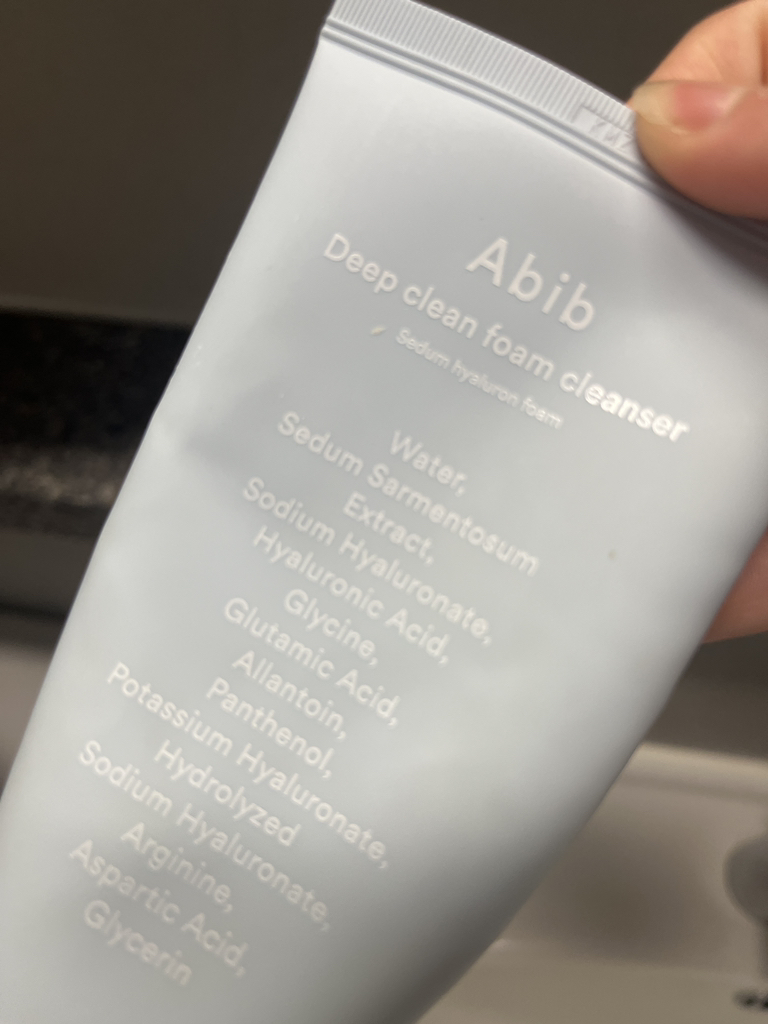 Abib
Deep clean foam cleanser
Sedum hyaluron foam
Water,
Sedum Sarmentosum
Extract,
Sodium Hyaluronate,
Hyaluronic Acid,
Glycine,
Glutamic Acid,
Allantoin,
Panthenol,
Potassium Hyaluronate,
Hydrolyzed
Sodium Hyaluronate,
Arginine,
Aspartic Acid,
Glycerin